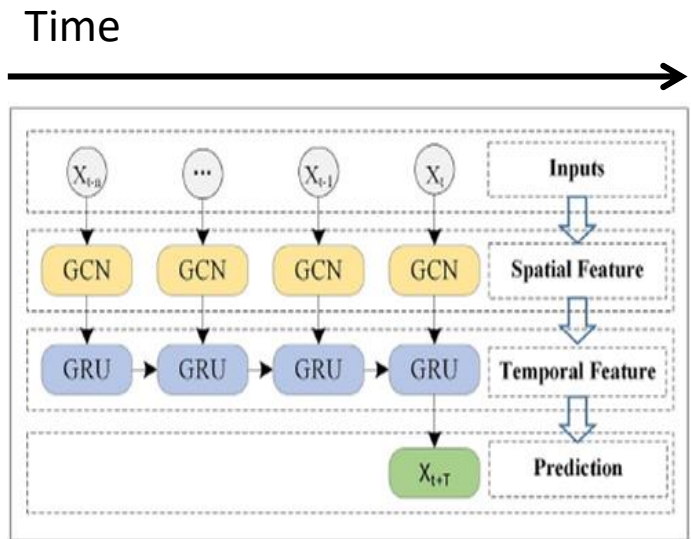 Time
Xt-n ... Xt-1 Xt Inputs
GCN GCN GCN GCN Spatial Feature
GRU GRU GRU GRU Temporal Feature
Xt+T Prediction